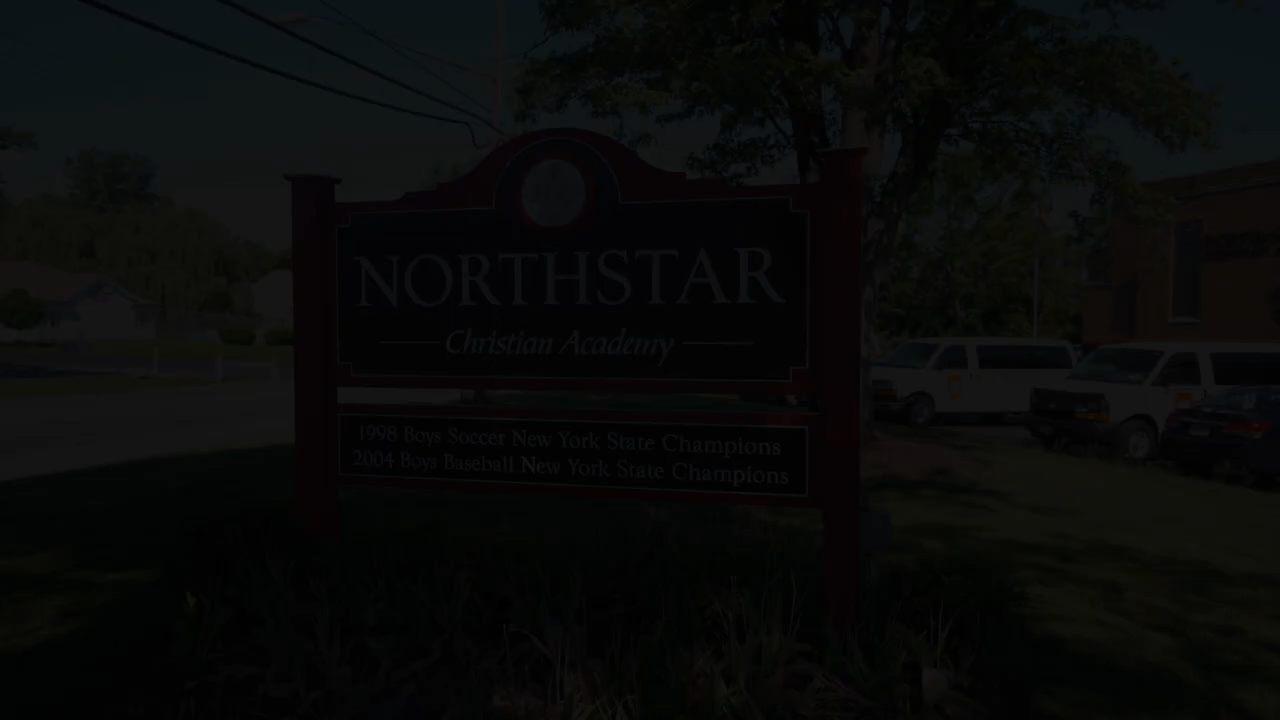 NORTHSTAR
Christian Academy
1998 Boys Soccer New York State Champions
2004 Boys Baseball New York State Champions